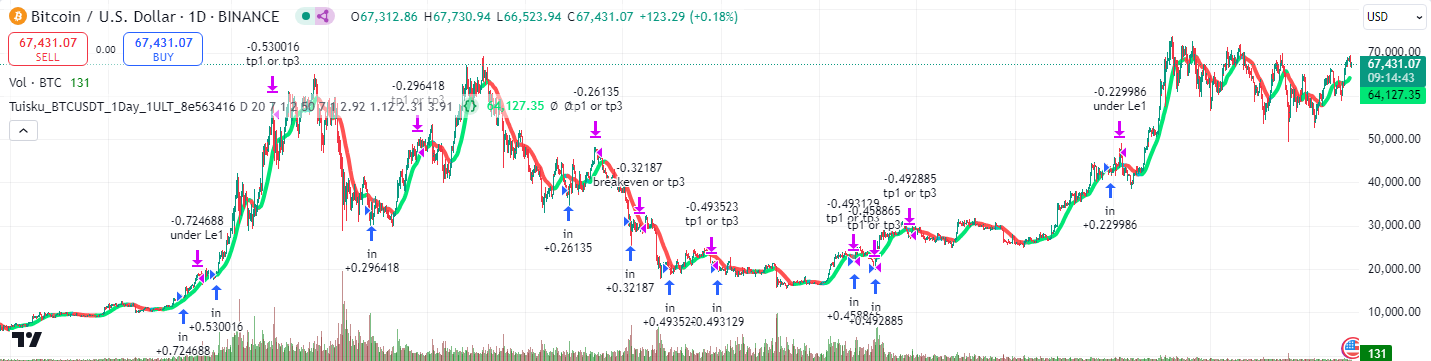 Bitcoin / U.S. Dollar · 1D · BINANCE
O67,312.86 H67,730.94 L66,523.94 C67,431.07 +123.29 (+0.18%)
USD
67,431.07
SELL
0.00
67,431.07
BUY
Vol · BTC 131
Tuisku_BTCUSDT_1Day_1ULT_8e563416 D 20 7 1 2 50 7 1 2.92 1.12 2.31 3.91
64,127.35 Ø Ø
-0.530016
tp1 or tp3
-0.296418
tp1 or tp3
-0.26135
tp1 or tp3
-0.32187
breakeven or tp3
-0.724688
under Le1
-0.493523
tp1 or tp3
-0.493129
tp1 or tp3
-0.458865
tp1 or tp3
-0.492885
tp1 or tp3
-0.229986
under Le1
in
+0.724688
in
+0.530016
in
+0.296418
in
+0.26135
in
+0.32187
in
+0.493523
in
+0.493129
in
+0.458865
in
+0.492885
in
+0.229986
70,000.00
67,431.07
09:14:43
64,127.35
50,000.00
40,000.00
30,000.00
20,000.00
10,000.00
131